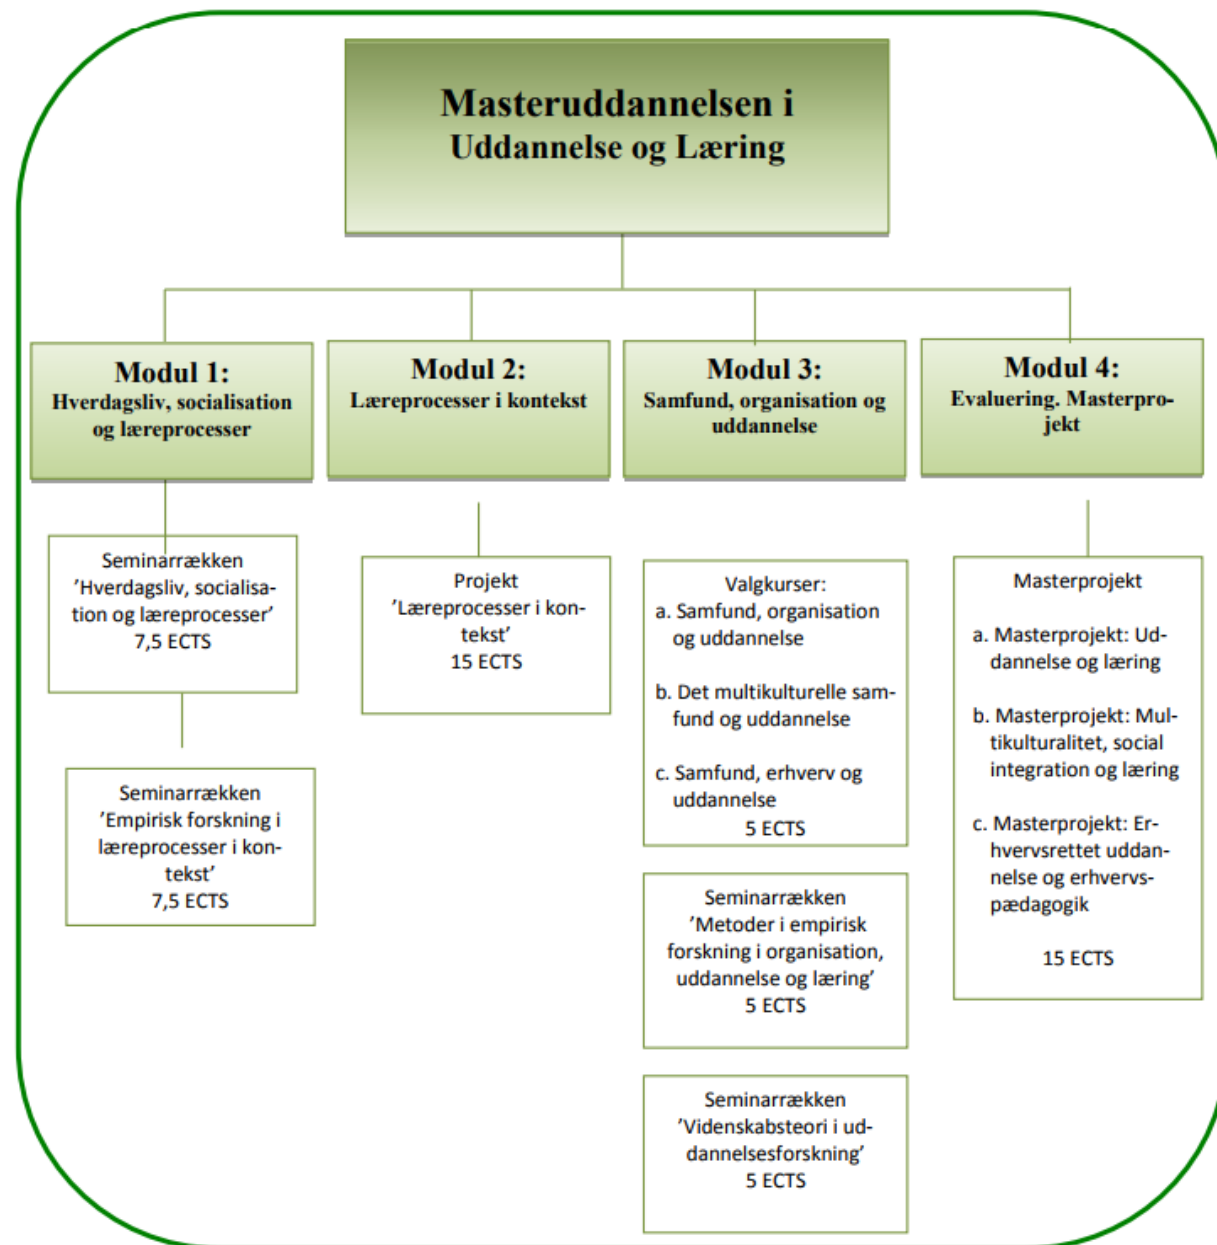 Masteruddannelsen i
Uddannelse og Læring
Modul 1:
Hverdagsliv, socialisation
og læreprocesser
Seminarrækken
’Hverdagsliv, socialisa-
tion og læreprocesser’
7,5 ECTS
Seminarrækken
’Empirisk forskning i
læreprocesser i kon-
tekst’
7,5 ECTS
Modul 2:
Læreprocesser i kontekst
Projekt
’Læreprocesser i kon-
tekst’
15 ECTS
Modul 3:
Samfund, organisation og
uddannelse
Valgkurser:
a. Samfund, organisation
og uddannelse
b. Det multikulturelle sam-
fund og uddannelse
c. Samfund, erhverv og
uddannelse
5 ECTS
Seminarrækken
’Metoder i empirisk
forskning i organisation,
uddannelse og læring’
5 ECTS
Seminarrækken
’Videnskabsteori i ud-
dannelsesforskning’
5 ECTS
Modul 4:
Evaluering. Masterpro-
jekt
Masterprojekt
a. Masterprojekt: Ud-
dannelse og læring
b. Masterprojekt: Mul-
tikulturalitet, social
integration og læring
c. Masterprojekt: Er-
hvervsrettet uddan-
nelse og erhvervs-
pædagogik
15 ECTS